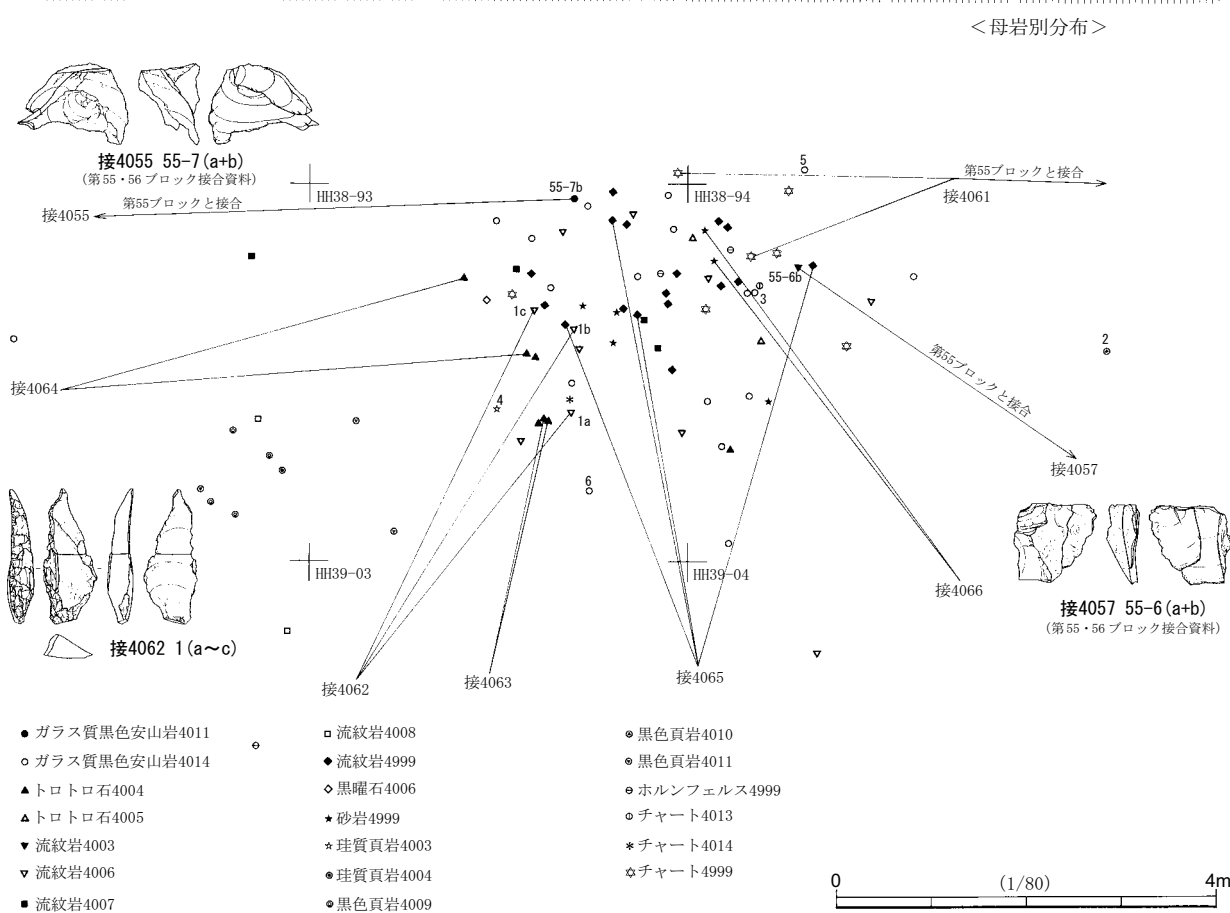 ＜母岩別分布＞
接4055 55-7(a+b)
(第55・56ブロック接合資料)
5
第55ブロックと接合
55-7b
HH38-93
HH38-94
接4061
第55ブロックと接合
接4055
55-6b
3
1c
1b
2
第55ブロックと接合
接4064
4
1a
接4057
6
HH39-03
HH39-04
接4066
接4057 55-6(a+b)
(第55・56ブロック接合資料)
接4062 1(a～c)
接4062
接4063
接4065
ガラス質黒色安山岩4011
ガラス質黒色安山岩4014
トロトロ石4004
トロトロ石4005
流紋岩4003
流紋岩4006
流紋岩4007
流紋岩4008
流紋岩4999
黒曜石4006
砂岩4999
珪質頁岩4003
珪質頁岩4004
黒色頁岩4009
黒色頁岩4010
黒色頁岩4011
ホルンフェルス4999
チャート4013
チャート4014
チャート4999
0 (1/80) 4m